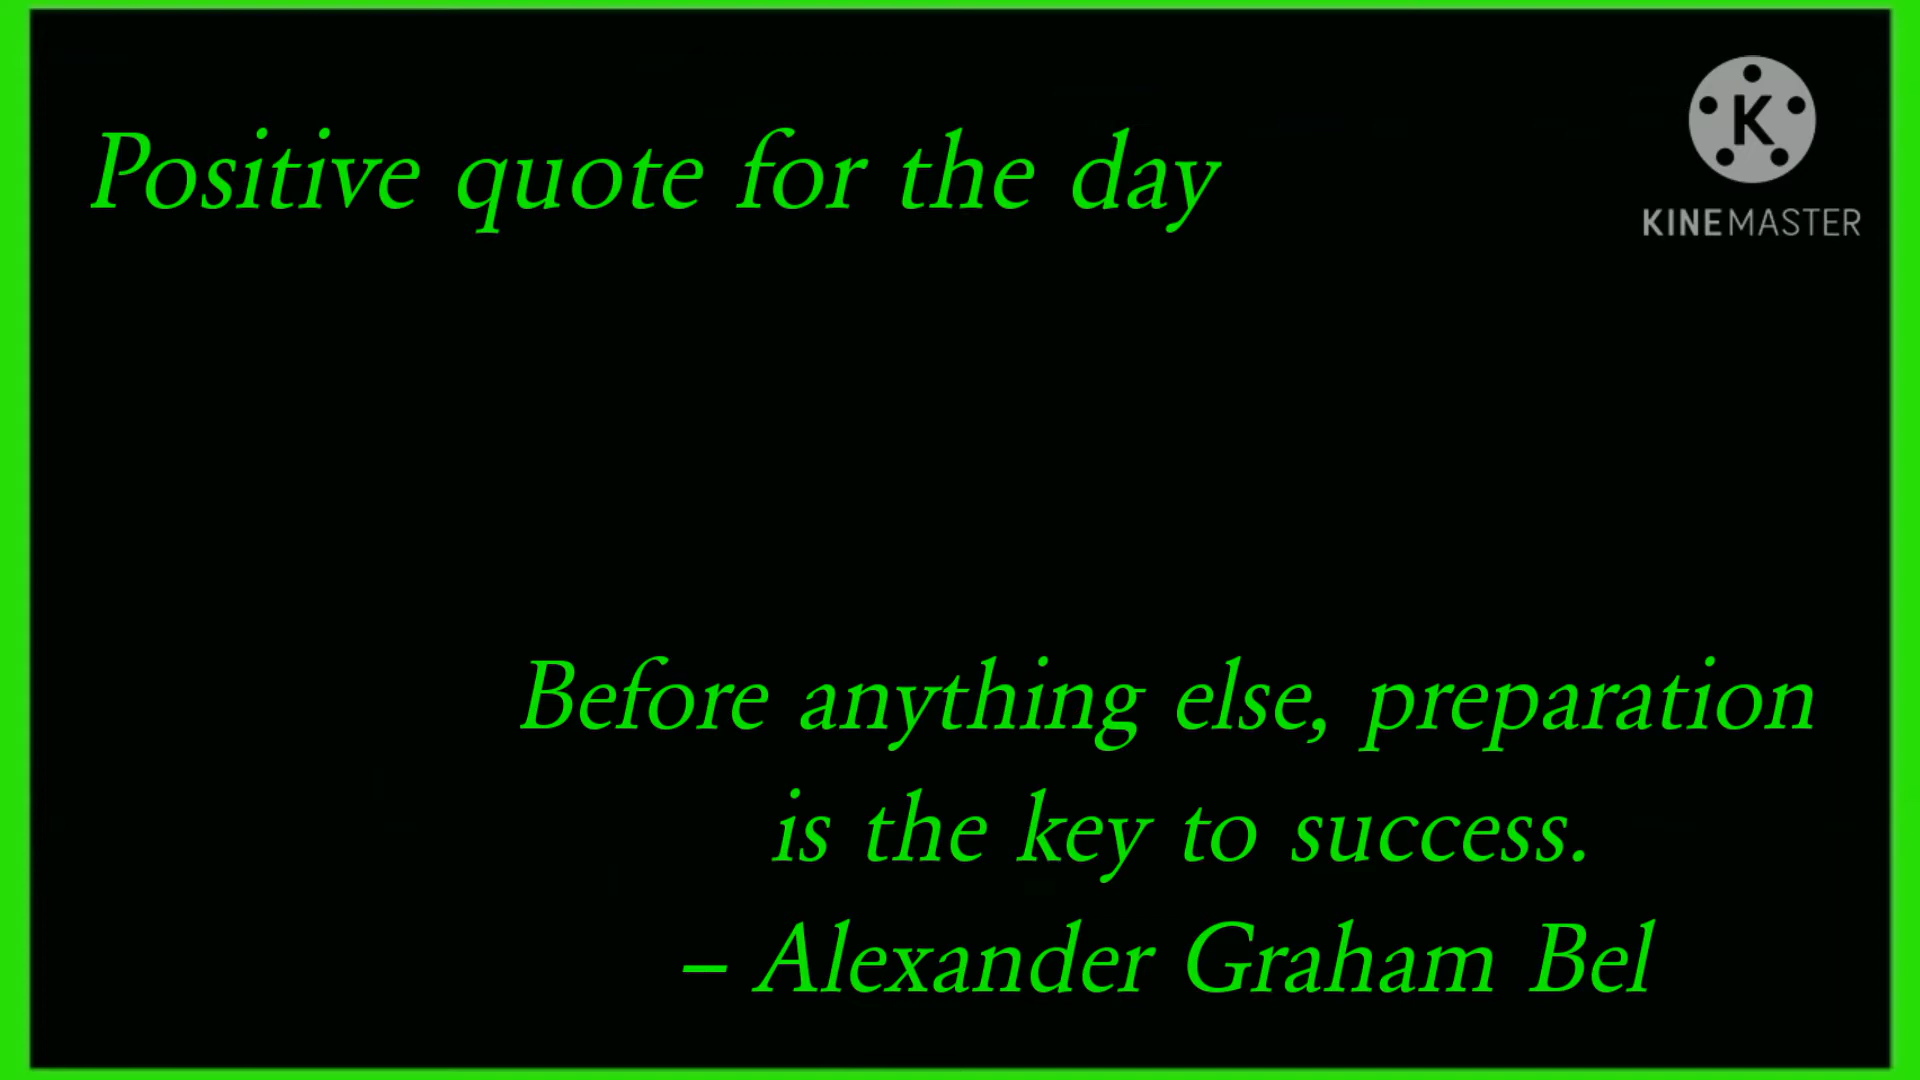 Positive quote for the day
K
KINEMASTER
Before anything else, preparation
is the key to success.
– Alexander Graham Bel